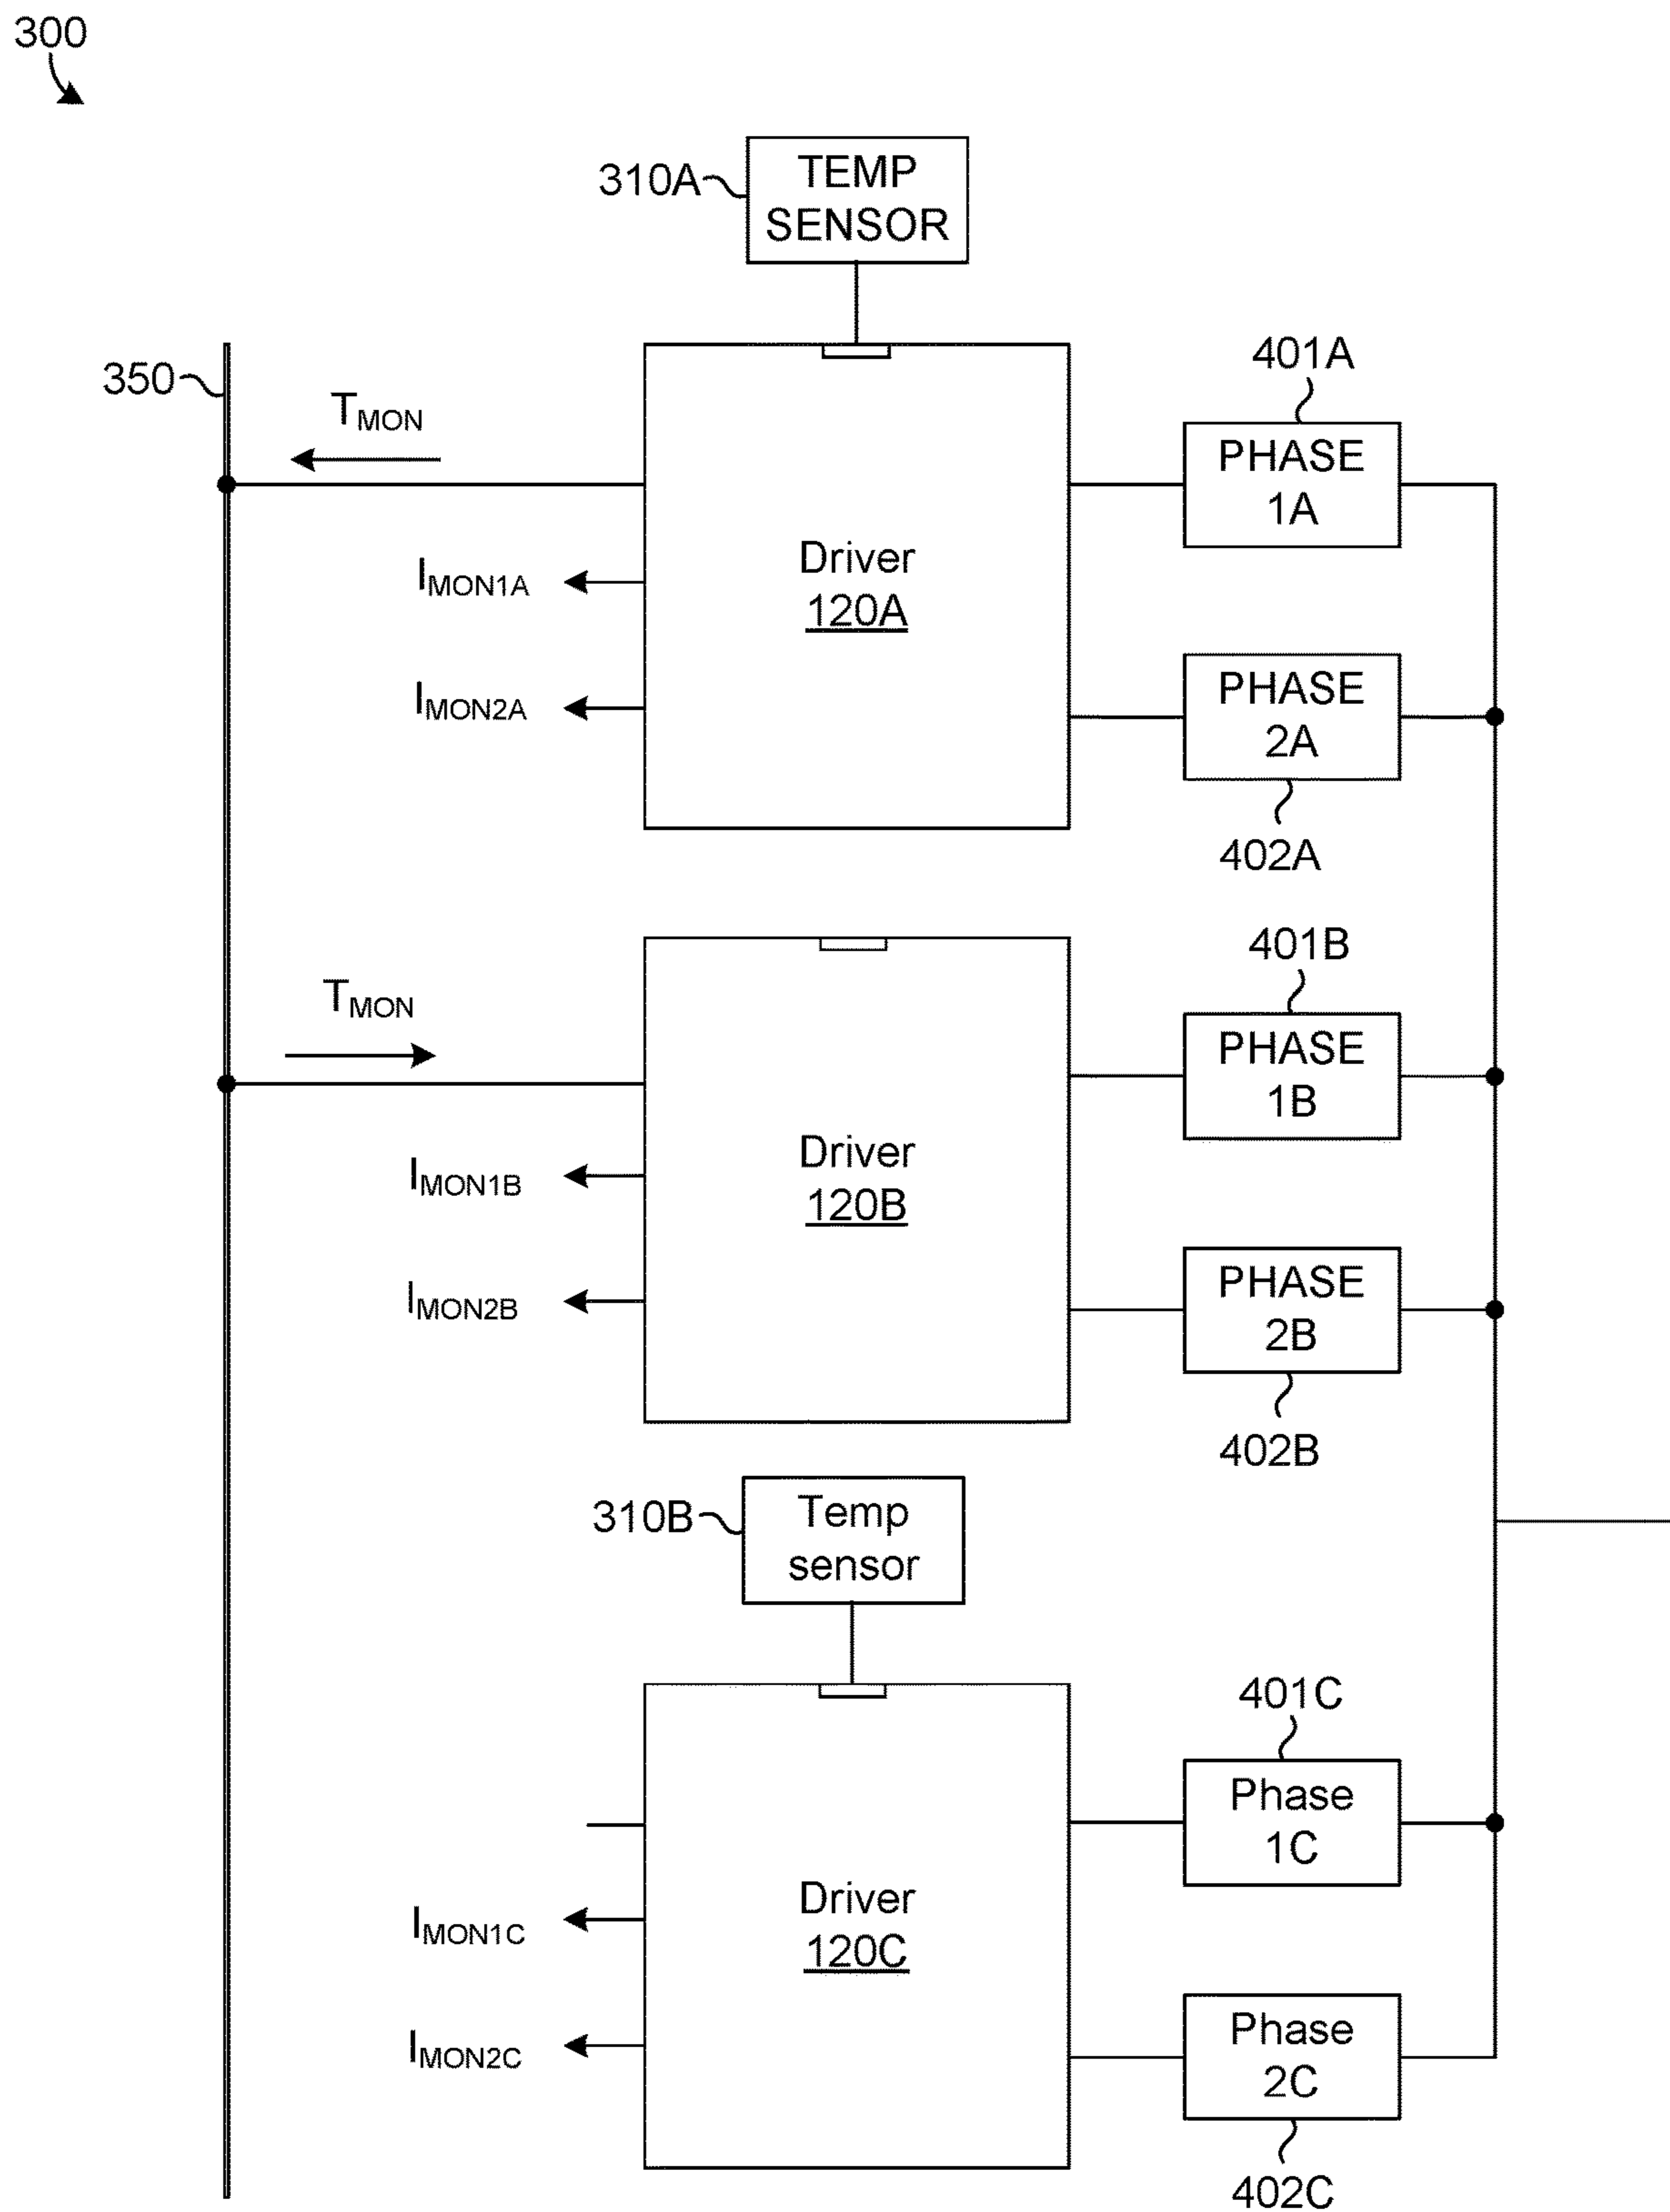 300
310A
TEMP
SENSOR
350
TMON
401A
PHASE
1A
IMON1A
Driver
120A
IMON2A
PHASE
2A
402A
401B
TMON
PHASE
1B
IMON1B
Driver
120B
IMON2B
PHASE
2B
402B
310B
Temp
sensor
401C
Phase
1C
IMON1C
Driver
120C
IMON2C
Phase
2C
402C